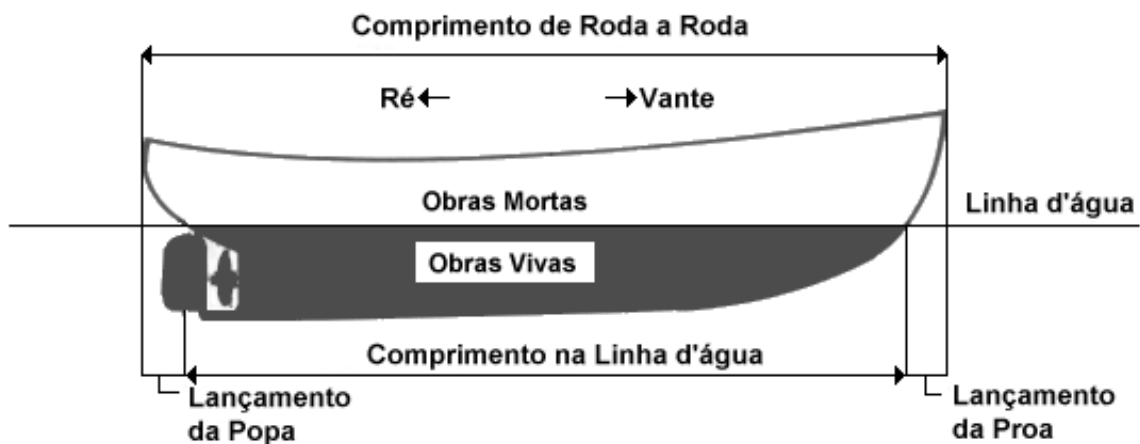 Comprimento de Roda a Roda
Ré
Vante
Obras Mortas
Linha d'água
Obras Vivas
Comprimento na Linha d'água
Lançamento
da Popa
Lançamento
da Proa